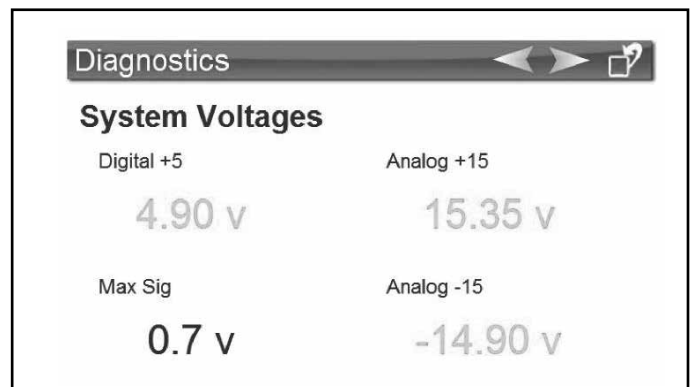 Diagnostics
System Voltages
Digital +5 Analog +15
4.90 v 15.35 v
Max Sig Analog -15
0.7 v -14.90 v